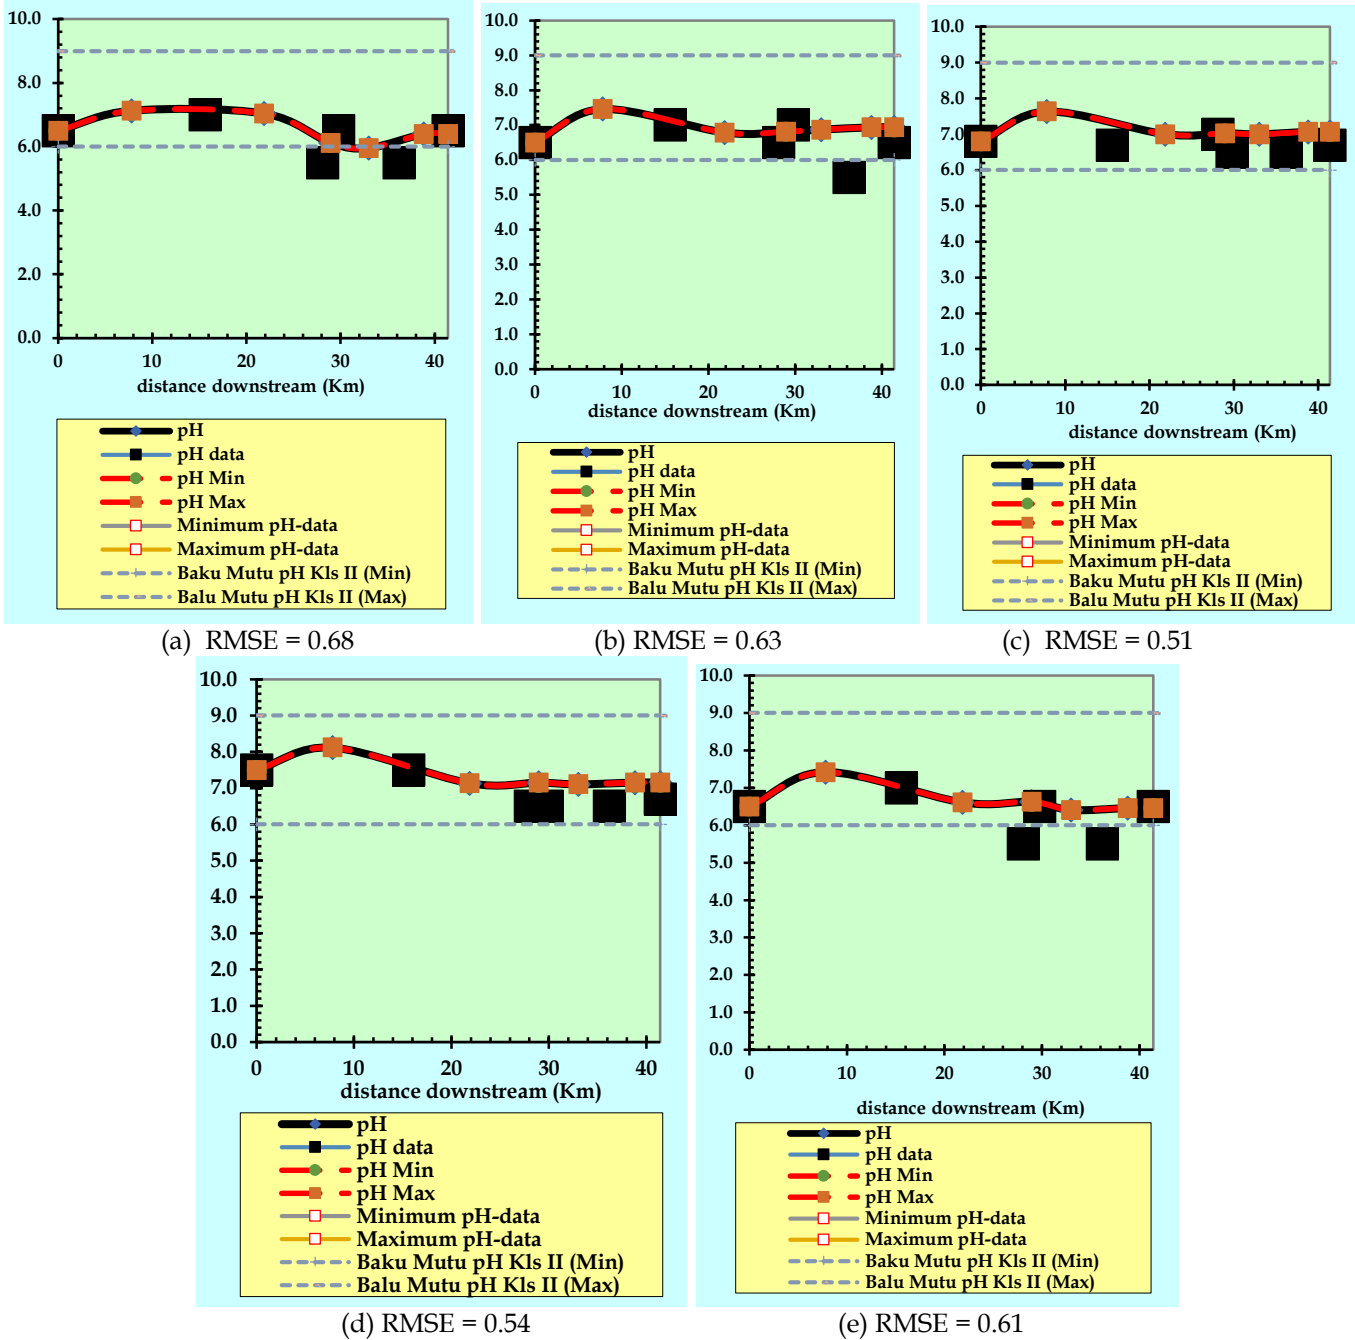 10.0
8.0
6.0
4.0
2.0
0.0
0 10 20 30 40
distance downstream (Km)
pH
pH data
pH Min
pH Max
Minimum pH-data
Maximum pH-data
Baku Mutu pH Kls II (Min)
Balu Mutu pH Kls II (Max)
(a) RMSE = 0.68
10.0
9.0
8.0
7.0
6.0
5.0
4.0
3.0
2.0
1.0
0.0
0 10 20 30 40
distance downstream (Km)
pH
pH data
pH Min
pH Max
Minimum pH-data
Maximum pH-data
Baku Mutu pH Kls II (Min)
Balu Mutu pH Kls II (Max)
(b) RMSE = 0.63
10.0
9.0
8.0
7.0
6.0
5.0
4.0
3.0
2.0
1.0
0.0
0 10 20 30 40
distance downstream (Km)
pH
pH data
pH Min
pH Max
Minimum pH-data
Maximum pH-data
Baku Mutu pH Kls II (Min)
Balu Mutu pH Kls II (Max)
(c) RMSE = 0.51
10.0
9.0
8.0
7.0
6.0
5.0
4.0
3.0
2.0
1.0
0.0
0 10 20 30 40
distance downstream (Km)
pH
pH data
pH Min
pH Max
Minimum pH-data
Maximum pH-data
Baku Mutu pH Kls II (Min)
Balu Mutu pH Kls II (Max)
(d) RMSE = 0.54
10.0
9.0
8.0
7.0
6.0
5.0
4.0
3.0
2.0
1.0
0.0
0 10 20 30 40
distance downstream (Km)
pH
pH data
pH Min
pH Max
Minimum pH-data
Maximum pH-data
Baku Mutu pH Kls II (Min)
Balu Mutu pH Kls II (Max)
(e) RMSE = 0.61